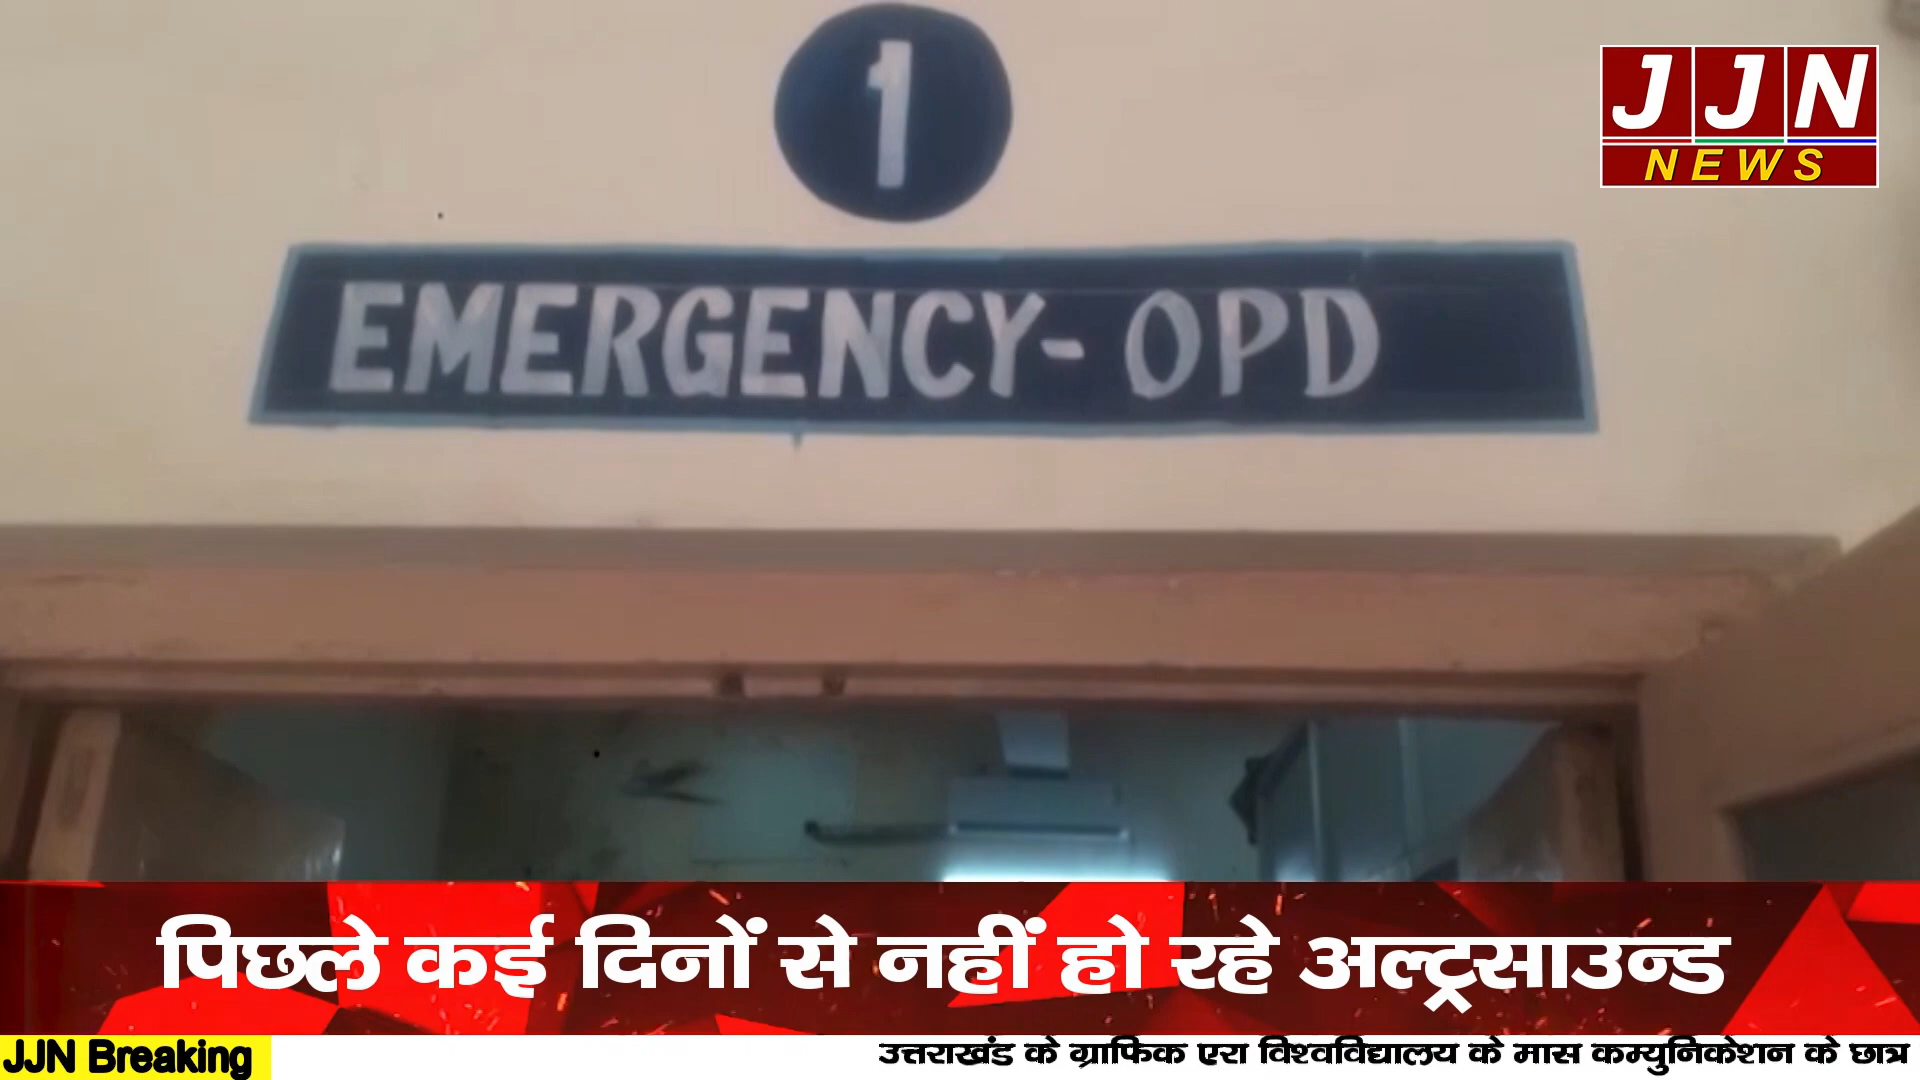 1
JJN
NEWS
EMERGENCY- OPD
पिछले कई दिनों से नहीं हो रहे अल्ट्रसाउन्ड
JJN Breaking
उत्तराखंड के ग्राफिक एरा विश्वविद्यालय के मास कम्युनिकेशन के छात्र